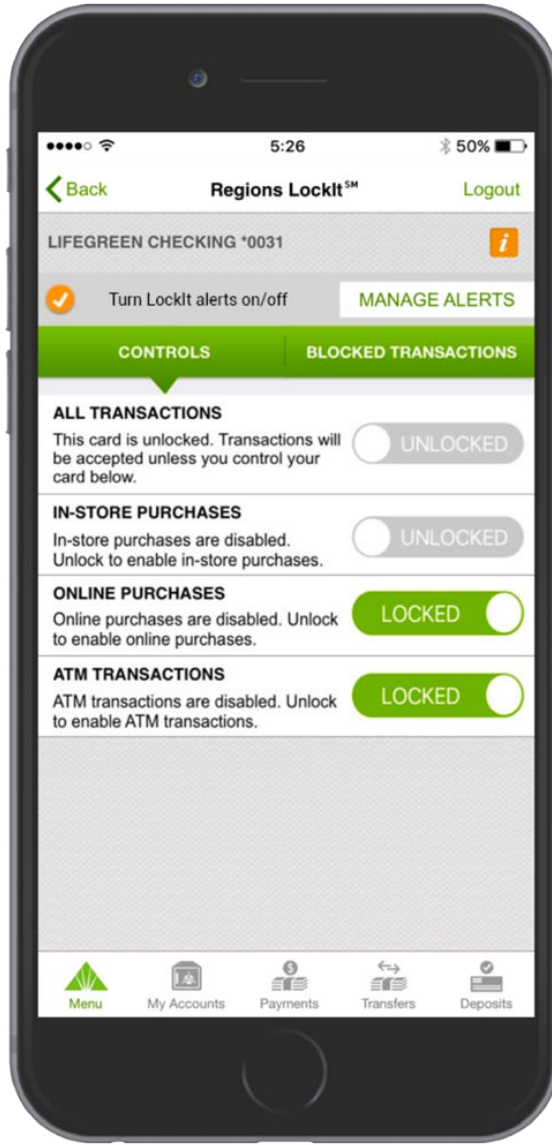 5:26
50%
Back
Regions LockIt℠
Logout
LIFEGREEN CHECKING *0031
i
Turn LockIt alerts on/off
MANAGE ALERTS
CONTROLS
BLOCKED TRANSACTIONS
ALL TRANSACTIONS
This card is unlocked. Transactions will
be accepted unless you control your
card below.
UNLOCKED
IN-STORE PURCHASES
In-store purchases are disabled.
Unlock to enable in-store purchases.
UNLOCKED
ONLINE PURCHASES
Online purchases are disabled. Unlock
to enable online purchases.
LOCKED
ATM TRANSACTIONS
ATM transactions are disabled. Unlock
to enable ATM transactions.
LOCKED
Menu
My Accounts
Payments
Transfers
Deposits